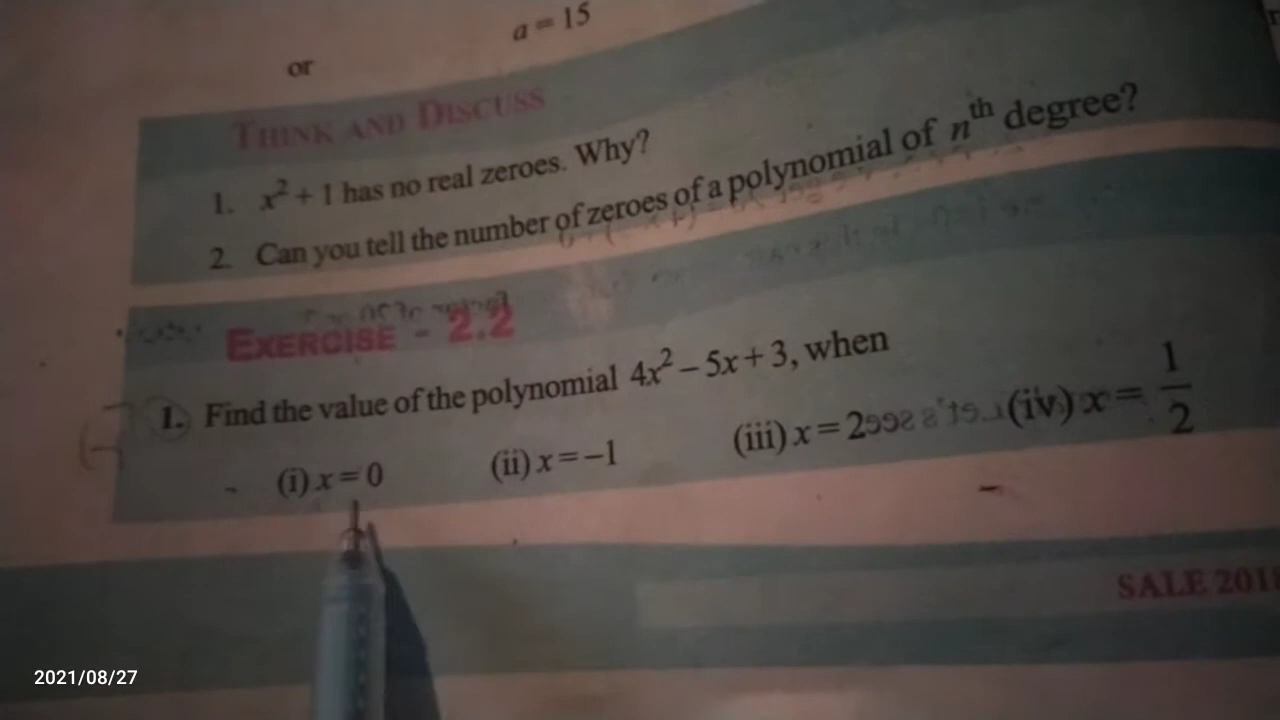 a = 15
or
THINK AND DISCUSS
1. x² + 1 has no real zeroes. Why?
2. Can you tell the number of zeroes of a polynomial of nth degree?
EXERCISE - 2.2
1. Find the value of the polynomial 4x² – 5x + 3, when
(i) x = 0 (ii) x = –1 (iii) x = 2 (iv) x = 1/2
SALE 201
2021/08/27